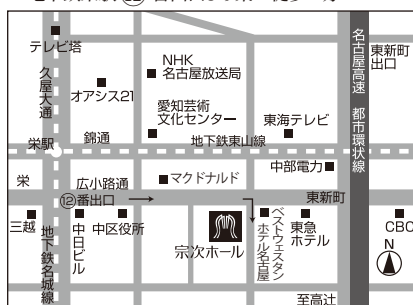 テレビ塔
久屋大通
NHK
名古屋放送局
オアシス21
愛知芸術
文化センター
東海テレビ
名古屋高速 都市環状線
東新町
出口
栄駅
錦通
地下鉄東山線
中部電力
栄
広小路通
マクドナルド
東新町
⑫番出口
三越
地下鉄名城線
中日ビル
中区役所
宗次ホール
ベストウェスタン
ホテル名古屋
東急
ホテル
CBC
N
至高辻